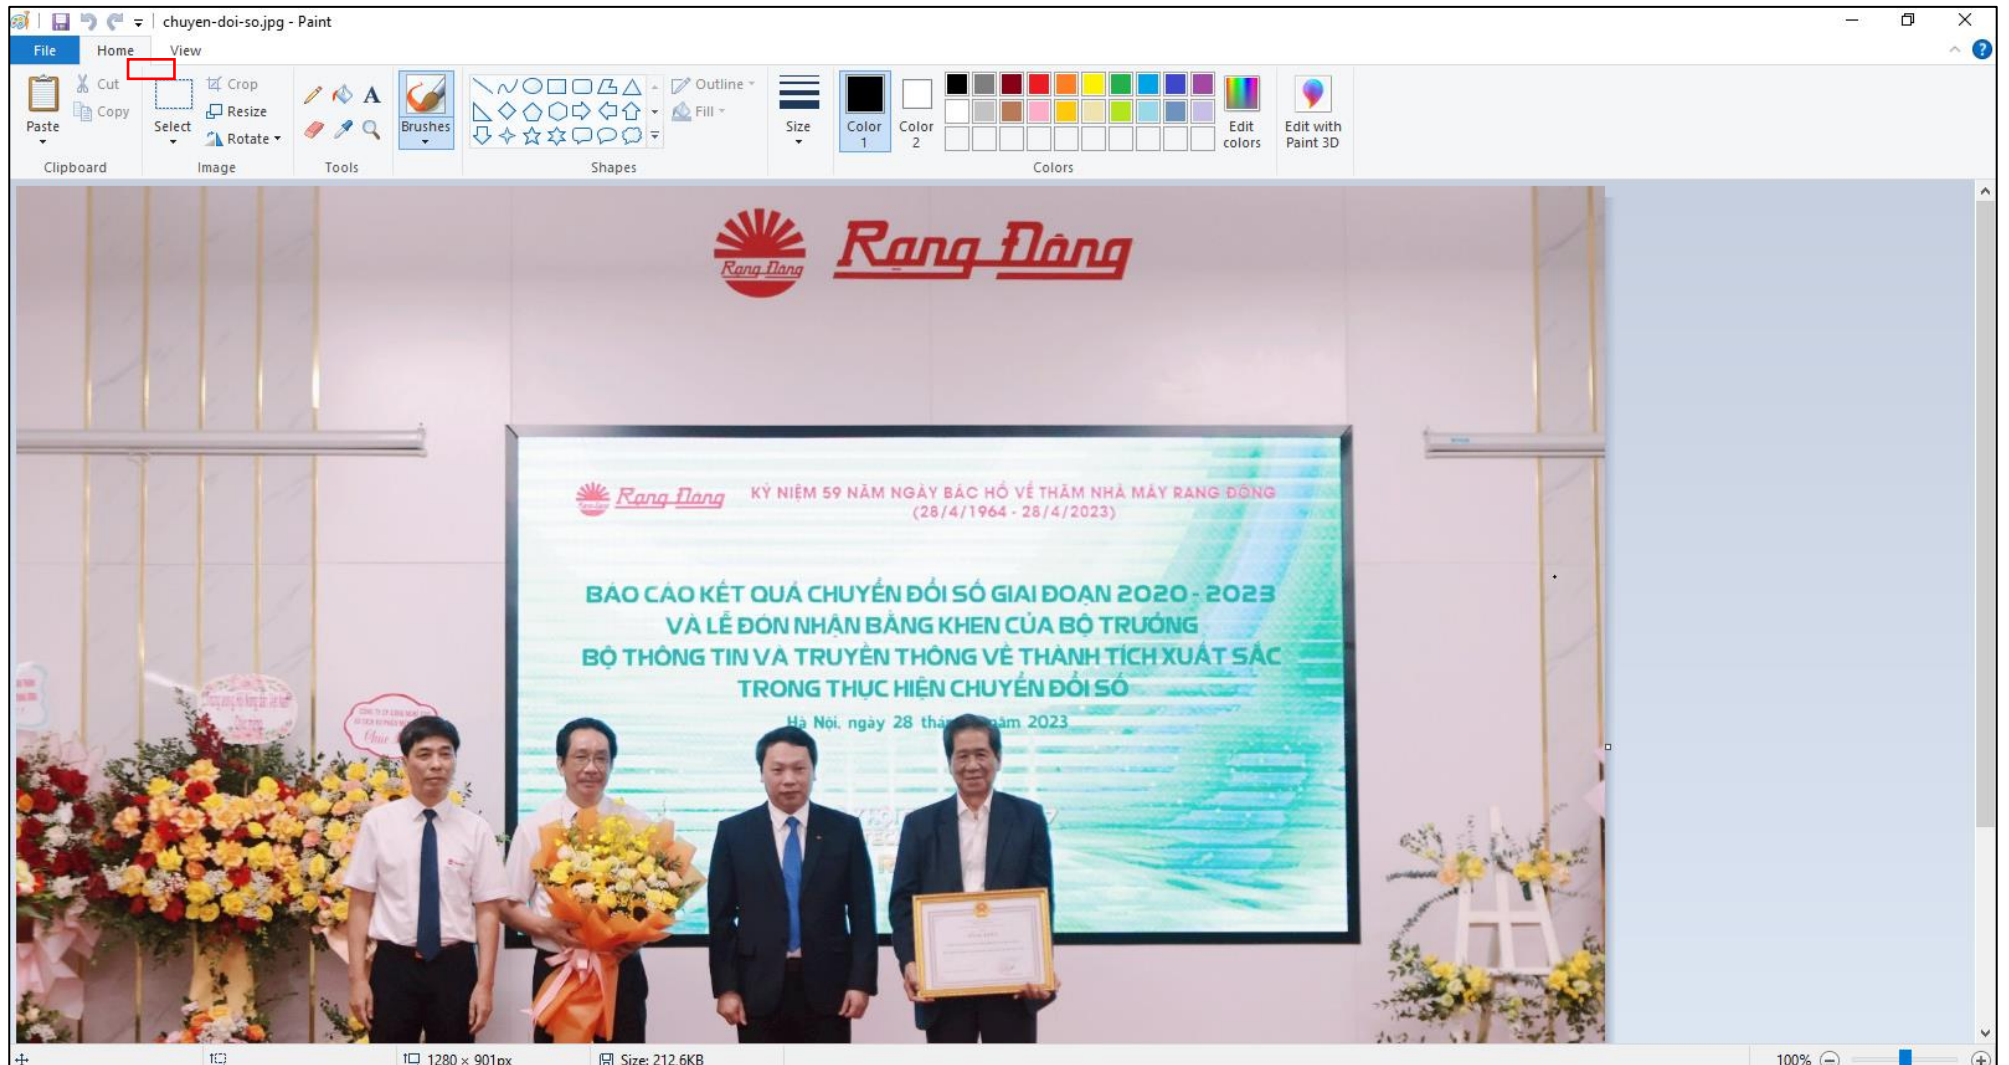 chuyen-doi-so.jpg - Paint
File Home View
Paste
Cut
Copy
Clipboard
Select
Crop
Resize
Rotate
Image
A
Tools
Brushes
Outline
Fill
Shapes
Size
Color 1
Color 2
Edit colors
Colors
Edit with Paint 3D
Rạng Đông
Rạng Đông
Rạng Đông
KỶ NIỆM 59 NĂM NGÀY BÁC HỒ VỀ THĂM NHÀ MÁY RẠNG ĐÔNG
(28/4/1964 - 28/4/2023)
BÁO CÁO KẾT QUẢ CHUYỂN ĐỔI SỐ GIAI ĐOẠN 2020 - 2023
VÀ LỄ ĐÓN NHẬN BẰNG KHEN CỦA BỘ TRƯỞNG
BỘ THÔNG TIN VÀ TRUYỀN THÔNG VỀ THÀNH TÍCH XUẤT SẮC
TRONG THỰC HIỆN CHUYỂN ĐỔI SỐ
Hà Nội, ngày 28 năm 2023
1280 × 901px
Size: 212.6KB
100%